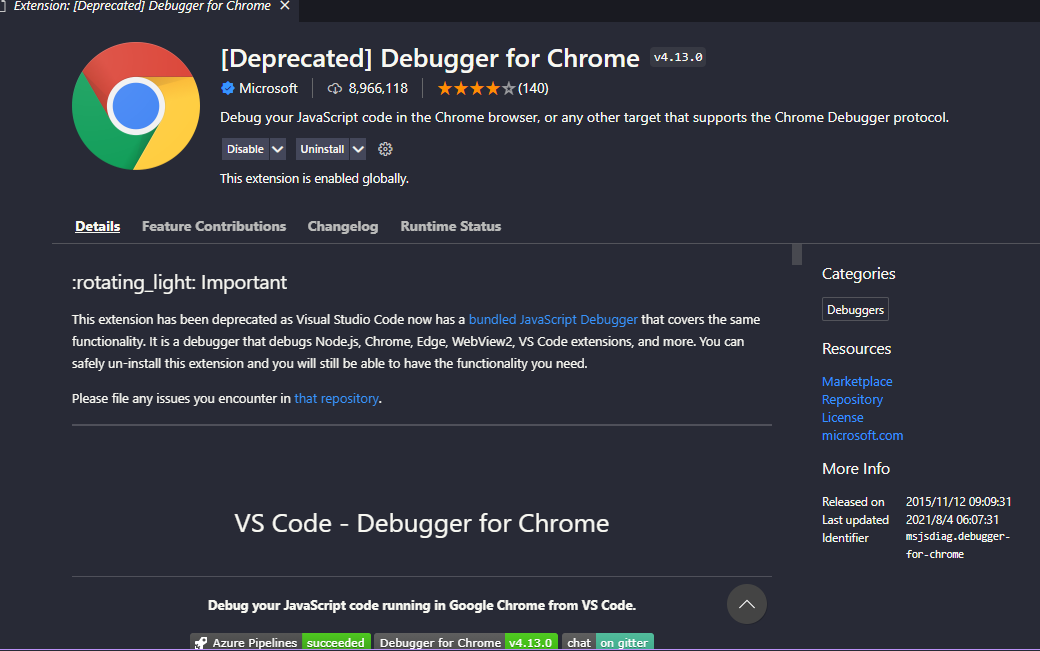 Extension: [Deprecated] Debugger for Chrome
[Deprecated] Debugger for Chrome v4.13.0
Microsoft 8,966,118 (140)
Debug your JavaScript code in the Chrome browser, or any other target that supports the Chrome Debugger protocol.
Disable Uninstall
This extension is enabled globally.
Details Feature Contributions Changelog Runtime Status
:rotating_light: Important
This extension has been deprecated as Visual Studio Code now has a bundled JavaScript Debugger that covers the same
functionality. It is a debugger that debugs Node.js, Chrome, Edge, WebView2, VS Code extensions, and more. You can
safely un-install this extension and you will still be able to have the functionality you need.
Please file any issues you encounter in that repository.
VS Code - Debugger for Chrome
Debug your JavaScript code running in Google Chrome from VS Code.
Azure Pipelines succeeded Debugger for Chrome v4.13.0 chat on gitter
Categories
Debuggers
Resources
Marketplace
Repository
License
microsoft.com
More Info
Released on 2015/11/12 09:09:31
Last updated 2021/8/4 06:07:31
Identifier msjsdiag.debugger-
for-chrome